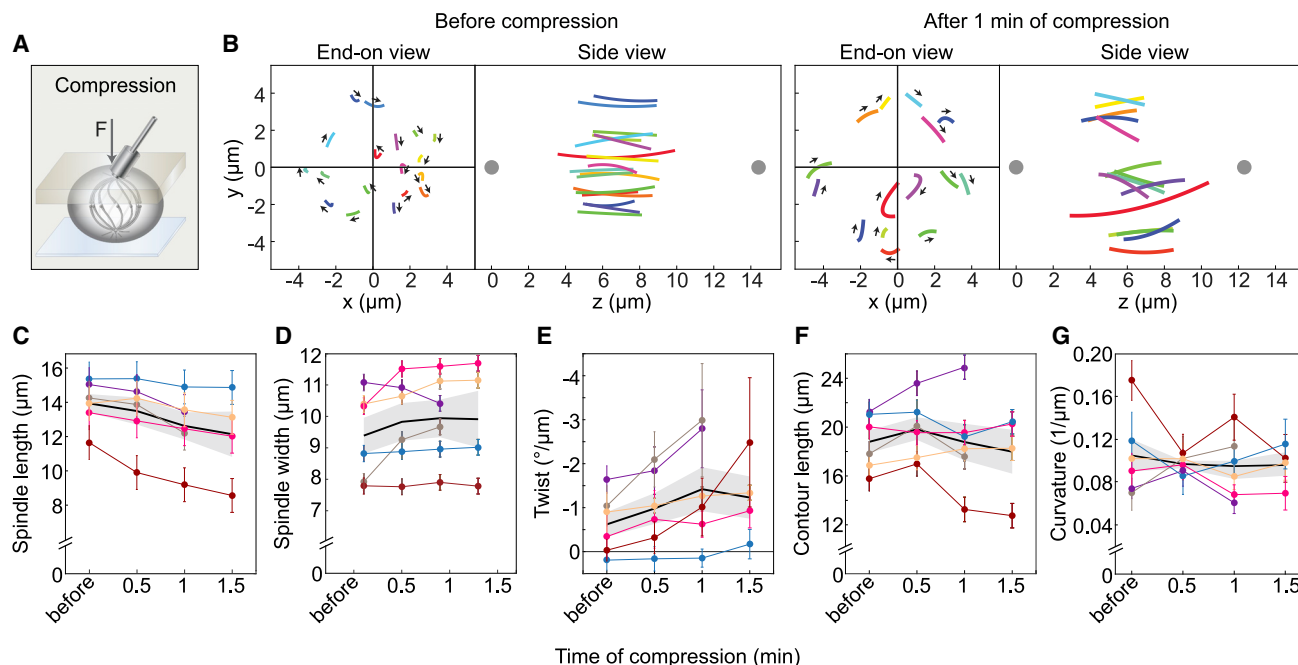 A
Compression
F
B
Before compression
After 1 min of compression
End-on view
Side view
End-on view
Side view
y (µm)
4
2
0
-2
-4
-4 -2 0 2 4
x (µm)
0 2 4 6 8 10 12 14
z (µm)
-4 -2 0 2 4
x (µm)
0 2 4 6 8 10 12
z (µm)
C
Spindle length (µm)
16
14
12
10
8
0
before 0.5 1 1.5
D
Spindle width (µm)
12
11
10
9
8
7
0
before 0.5 1 1.5
E
Twist (°/µm)
-4
-3
-2
-1
0
before 0.5 1 1.5
F
Contour length (µm)
24
20
16
12
0
before 0.5 1 1.5
G
Curvature (1/µm)
0.20
0.16
0.12
0.08
0.04
0
before 0.5 1 1.5
Time of compression (min)